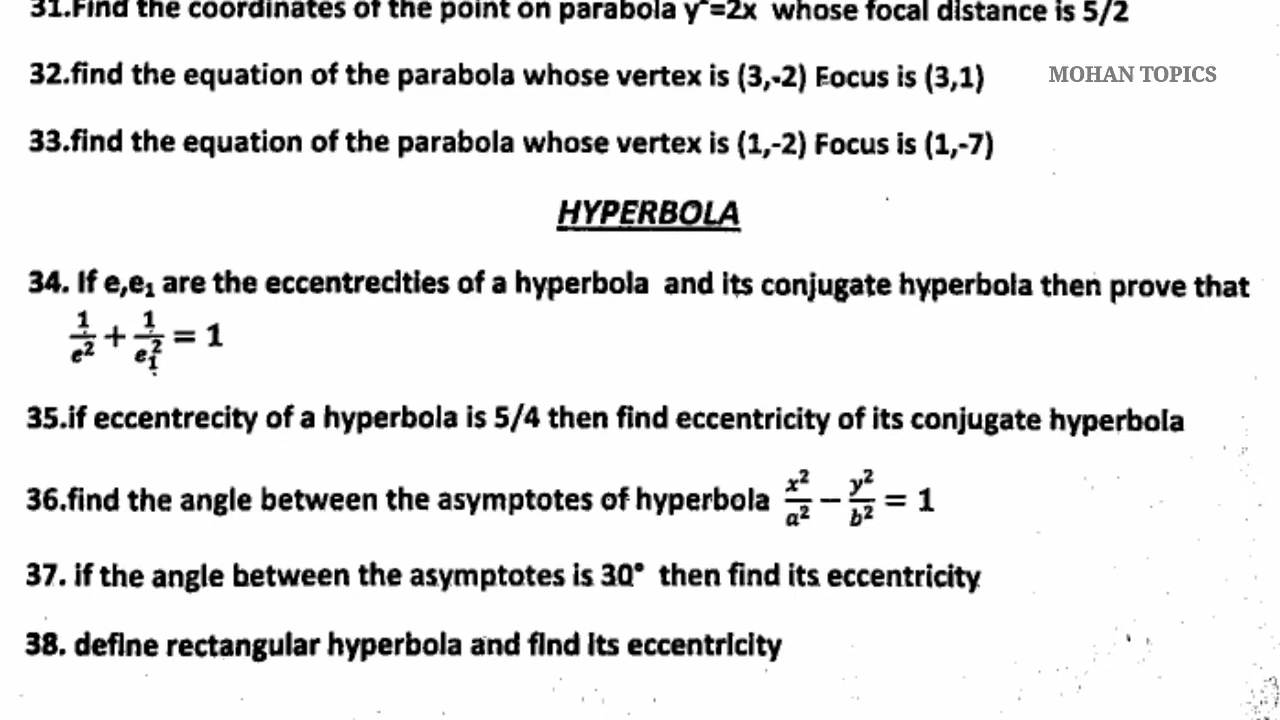 31.Find the coordinates of the point on parabola y²=2x whose focal distance is 5/2
32.find the equation of the parabola whose vertex is (3,-2) Focus is (3,1)
MOHAN TOPICS
33.find the equation of the parabola whose vertex is (1,-2) Focus is (1,-7)
HYPERBOLA
34. If e,e₁ are the eccentrecities of a hyperbola and its conjugate hyperbola then prove that
1/e² + 1/e₁² = 1
35.if eccentrecity of a hyperbola is 5/4 then find eccentricity of its conjugate hyperbola
36.find the angle between the asymptotes of hyperbola x²/a² − y²/b² = 1
37. if the angle between the asymptotes is 30° then find its eccentricity
38. define rectangular hyperbola and find its eccentricity